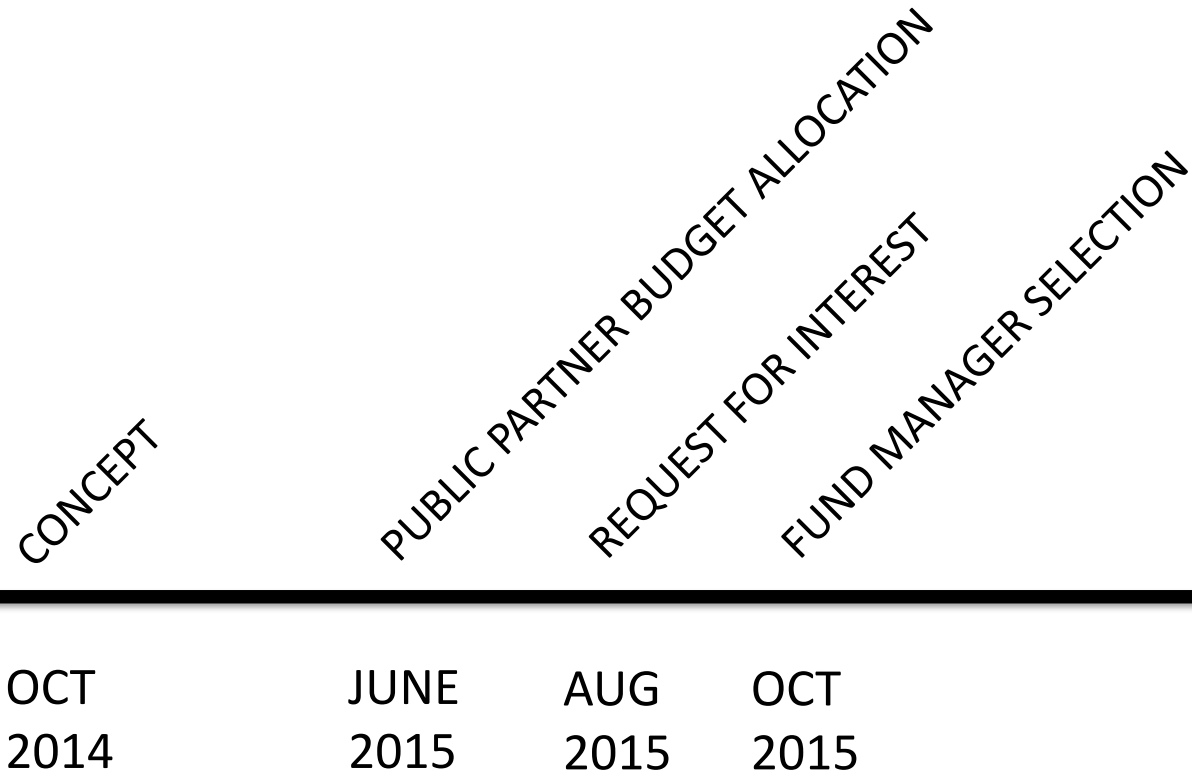 CONCEPT
PUBLIC PARTNER BUDGET ALLOCATION
REQUEST FOR INTEREST
FUND MANAGER SELECTION
OCT
2014
JUNE
2015
AUG
2015
OCT
2015